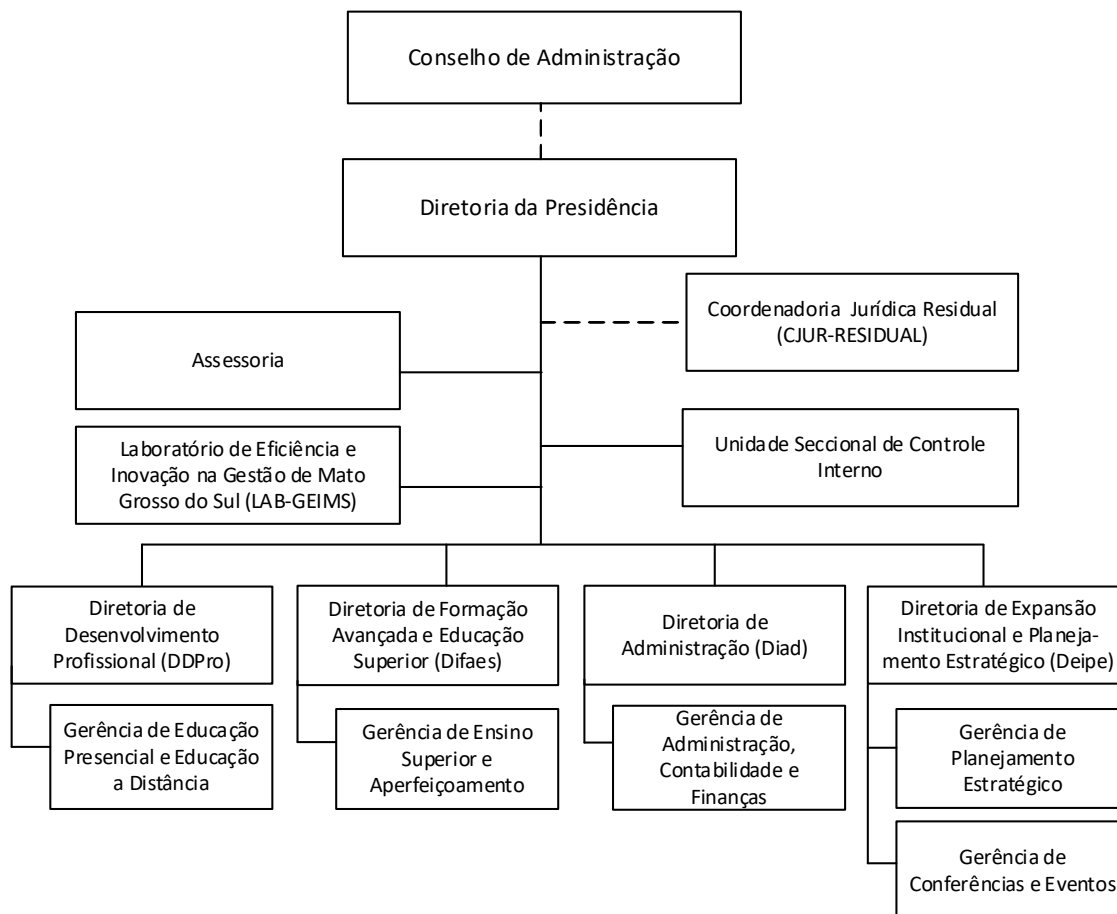 Conselho de Administração
Diretoria da Presidência
Coordenadoria Jurídica Residual
(CJUR-RESIDUAL)
Assessoria
Laboratório de Eficiência e
Inovação na Gestão de Mato
Grosso do Sul (LAB-GEIMS)
Unidade Seccional de Controle
Interno
Diretoria de
Desenvolvimento
Profissional (DDPro)
Diretoria de Formação
Avançada e Educação
Superior (Difaes)
Diretoria de
Administração (Diad)
Diretoria de Expansão
Institucional e Planeja-
mento Estratégico (Deipe)
Gerência de Educação
Presencial e Educação
a Distância
Gerência de Ensino
Superior e
Aperfeiçoamento
Gerência de
Administração,
Contabilidade e
Finanças
Gerência de
Planejamento
Estratégico
Gerência de
Conferências e Eventos